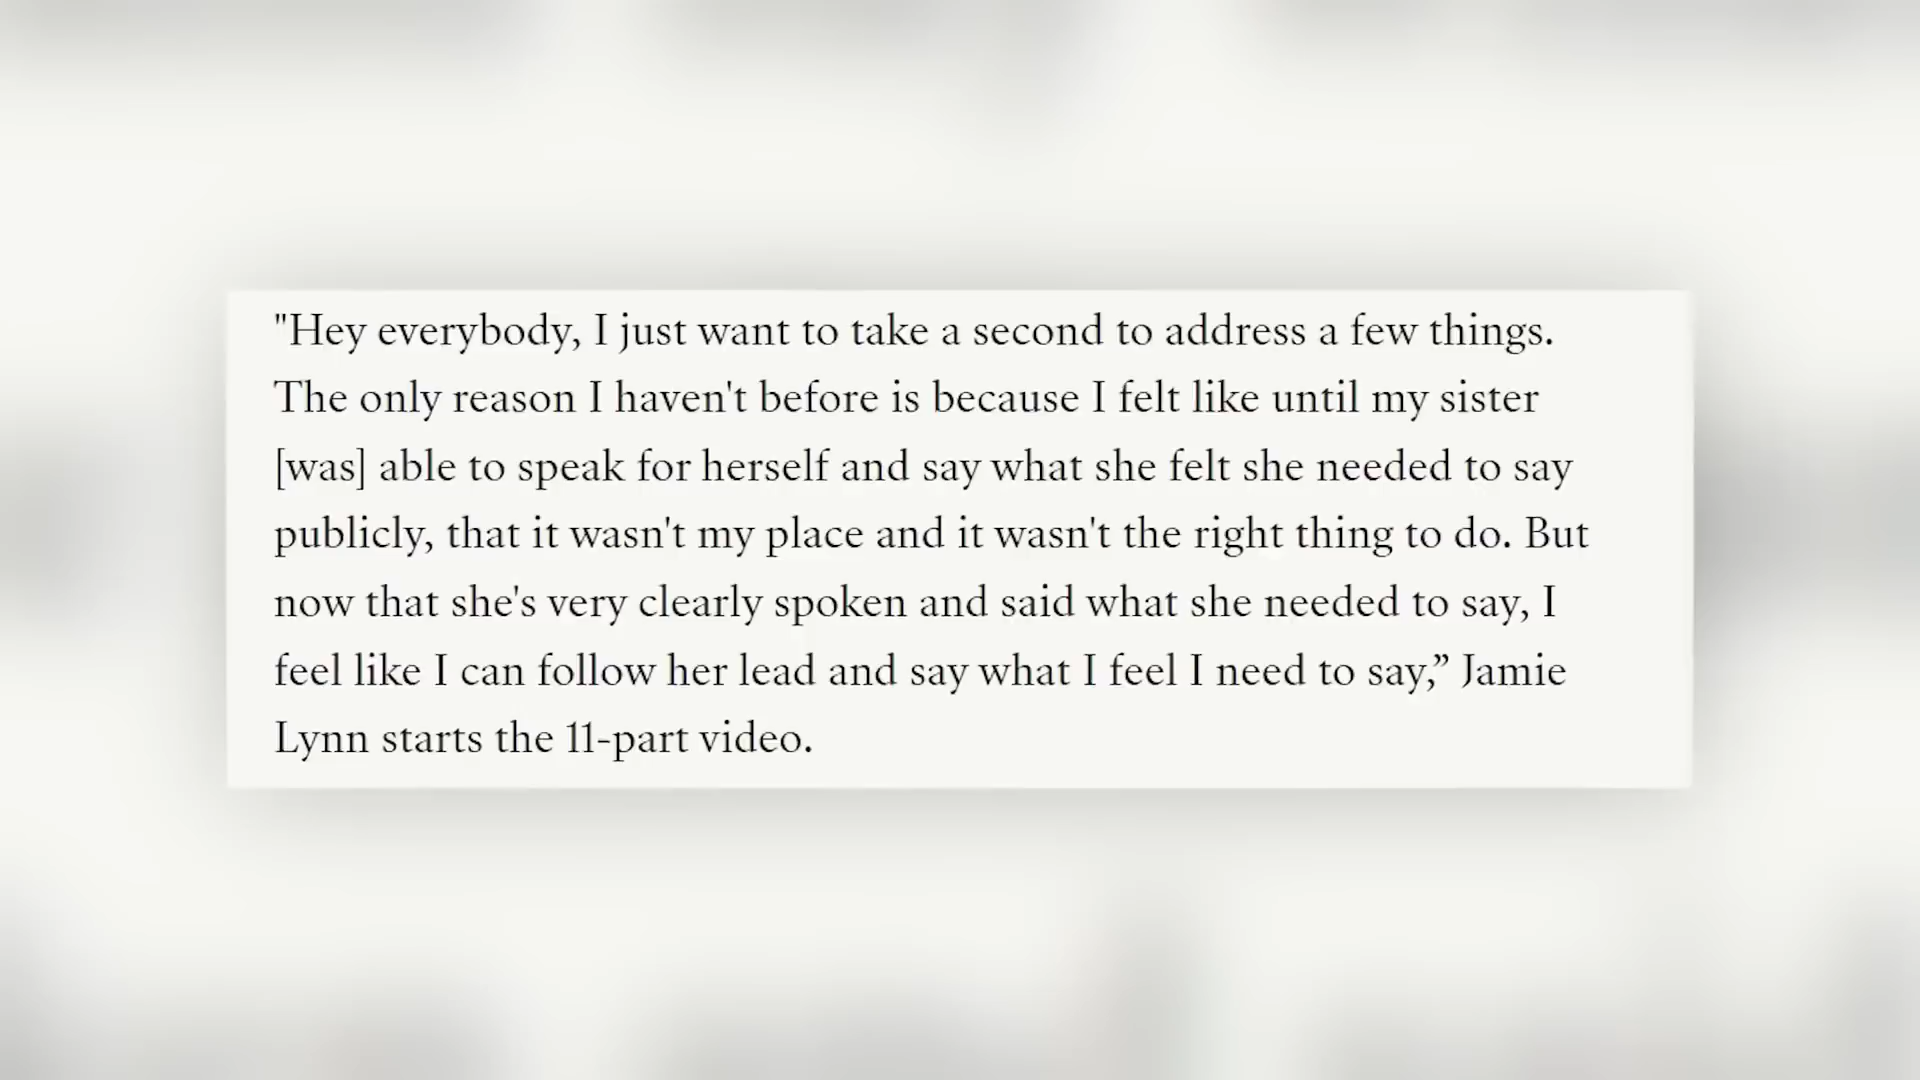 "Hey everybody, I just want to take a second to address a few things.
The only reason I haven't before is because I felt like until my sister
[was] able to speak for herself and say what she felt she needed to say
publicly, that it wasn't my place and it wasn't the right thing to do. But
now that she's very clearly spoken and said what she needed to say, I
feel like I can follow her lead and say what I feel I need to say,” Jamie
Lynn starts the 11-part video.